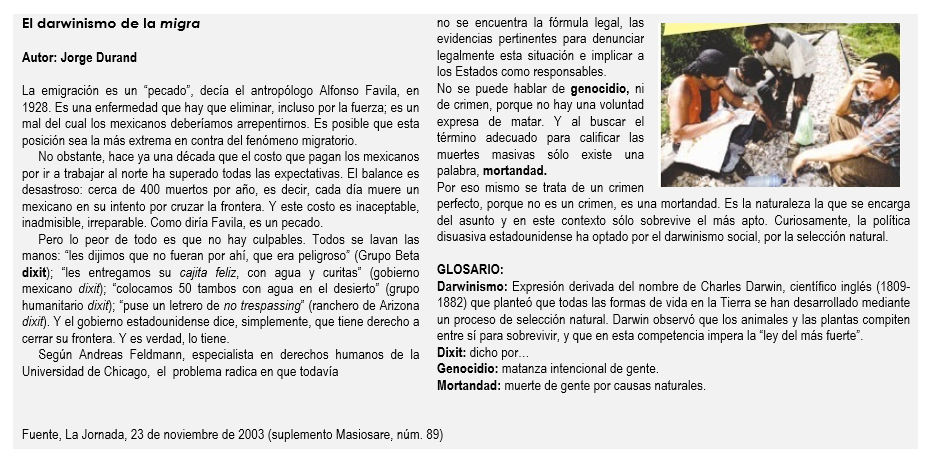 El darwinismo de la migra
Autor: Jorge Durand
La emigración es un “pecado”, decía el antropólogo Alfonso Favila, en
1928. Es una enfermedad que hay que eliminar, incluso por la fuerza; es un
mal del cual los mexicanos deberíamos arrepentirnos. Es posible que esta
posición sea la más extrema en contra del fenómeno migratorio.
No obstante, hace ya una década que el costo que pagan los mexicanos
por ir a trabajar al norte ha superado todas las expectativas. El balance es
desastroso: cerca de 400 muertos por año, es decir, cada día muere un
mexicano en su intento por cruzar la frontera. Y este costo es inaceptable,
inadmisible, irreparable. Como diría Favila, es un pecado.
Pero lo peor de todo es que no hay culpables. Todos se lavan las
manos: “les dijimos que no fueran por ahí, que era peligroso” (Grupo Beta
dixit); “les entregamos su cajita feliz, con agua y curitas” (gobierno
mexicano dixit); “colocamos 50 tambos con agua en el desierto” (grupo
humanitario dixit); “puse un letrero de no trespassing” (ranchero de Arizona
dixit). Y el gobierno estadounidense dice, simplemente, que tiene derecho a
cerrar su frontera. Y es verdad, lo tiene.
Según Andreas Feldmann, especialista en derechos humanos de la
Universidad de Chicago, el problema radica en que todavía
no se encuentra la fórmula legal, las
evidencias pertinentes para denunciar
legalmente esta situación e implicar a
los Estados como responsables.
No se puede hablar de genocidio, ni
de crimen, porque no hay una voluntad
expresa de matar. Y al buscar el
término adecuado para calificar las
muertes masivas sólo existe una
palabra, mortandad.
Por eso mismo se trata de un crimen
perfecto, porque no es un crimen, es una mortandad. Es la naturaleza la que se encarga
del asunto y en este contexto sólo sobrevive el más apto. Curiosamente, la política
disuasiva estadounidense ha optado por el darwinismo social, por la selección natural.
GLOSARIO:
Darwinismo: Expresión derivada del nombre de Charles Darwin, científico inglés (1809-
1882) que planteó que todas las formas de vida en la Tierra se han desarrollado mediante
un proceso de selección natural. Darwin observó que los animales y las plantas compiten
entre sí para sobrevivir, y que en esta competencia impera la “ley del más fuerte”.
Dixit: dicho por…
Genocidio: matanza intencional de gente.
Mortandad: muerte de gente por causas naturales.
Fuente, La Jornada, 23 de noviembre de 2003 (suplemento Masiosare, núm. 89)